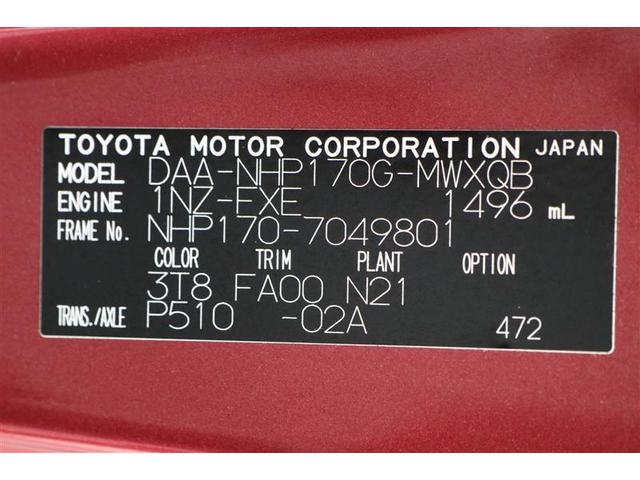 TOYOTA MOTOR CORPORATION JAPAN
MODEL DAA-NHP170G-MWXQB
ENGINE 1NZ-FXE 1496 mL
FRAME No. NHP170-7049801
COLOR TRIM PLANT OPTION
3T8 FA00 N21
TRANS./AXLE P510 -02A 472